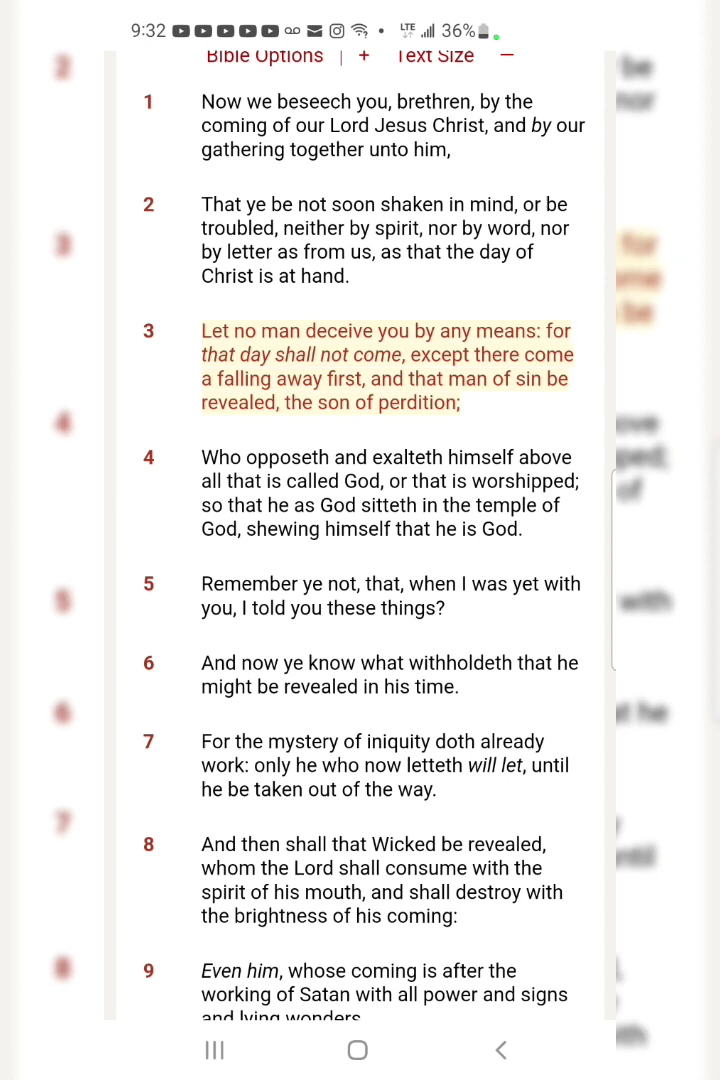 9:32
LTE
36%
Bible Options | + Text Size —
1 Now we beseech you, brethren, by the
coming of our Lord Jesus Christ, and by our
gathering together unto him,
2 That ye be not soon shaken in mind, or be
troubled, neither by spirit, nor by word, nor
by letter as from us, as that the day of
Christ is at hand.
3 Let no man deceive you by any means: for
that day shall not come, except there come
a falling away first, and that man of sin be
revealed, the son of perdition;
4 Who opposeth and exalteth himself above
all that is called God, or that is worshipped;
so that he as God sitteth in the temple of
God, shewing himself that he is God.
5 Remember ye not, that, when I was yet with
you, I told you these things?
6 And now ye know what withholdeth that he
might be revealed in his time.
7 For the mystery of iniquity doth already
work: only he who now letteth will let, until
he be taken out of the way.
8 And then shall that Wicked be revealed,
whom the Lord shall consume with the
spirit of his mouth, and shall destroy with
the brightness of his coming:
9 Even him, whose coming is after the
working of Satan with all power and signs
and lying wonders